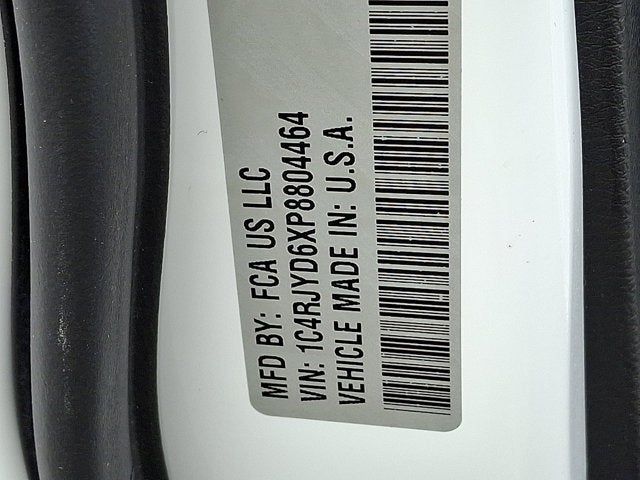 MFD BY: FCA US LLC
VIN: 1C4RJYD6XP8804464
VEHICLE MADE IN: U.S.A.